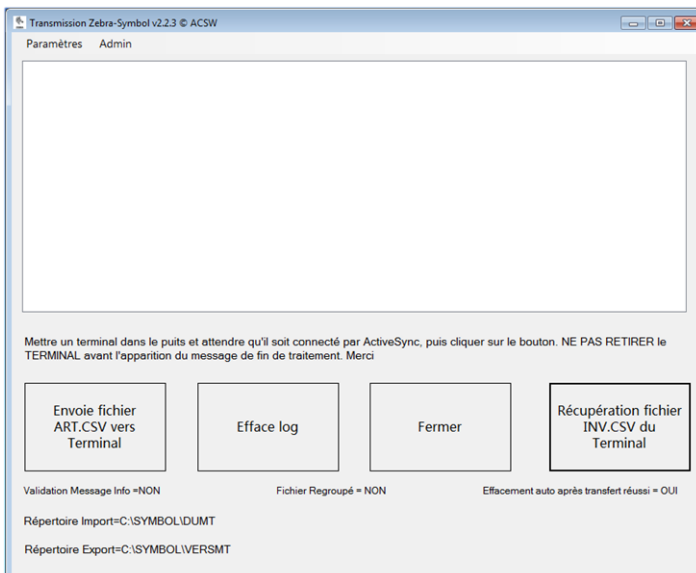 Transmission Zebra-Symbol v2.2.3 © ACSW
Paramètres Admin
Mettre un terminal dans le puits et attendre qu'il soit connecté par ActiveSync, puis cliquer sur le bouton. NE PAS RETIRER le
TERMINAL avant l'apparition du message de fin de traitement. Merci
Envoie fichier
ART.CSV vers
Terminal
Efface log
Fermer
Récupération fichier
INV.CSV du
Terminal
Validation Message Info =NON
Fichier Regroupé = NON
Effacement auto après transfert réussi = OUI
Répertoire Import=C:\SYMBOL\DUMT
Répertoire Export=C:\SYMBOL\VERSMT